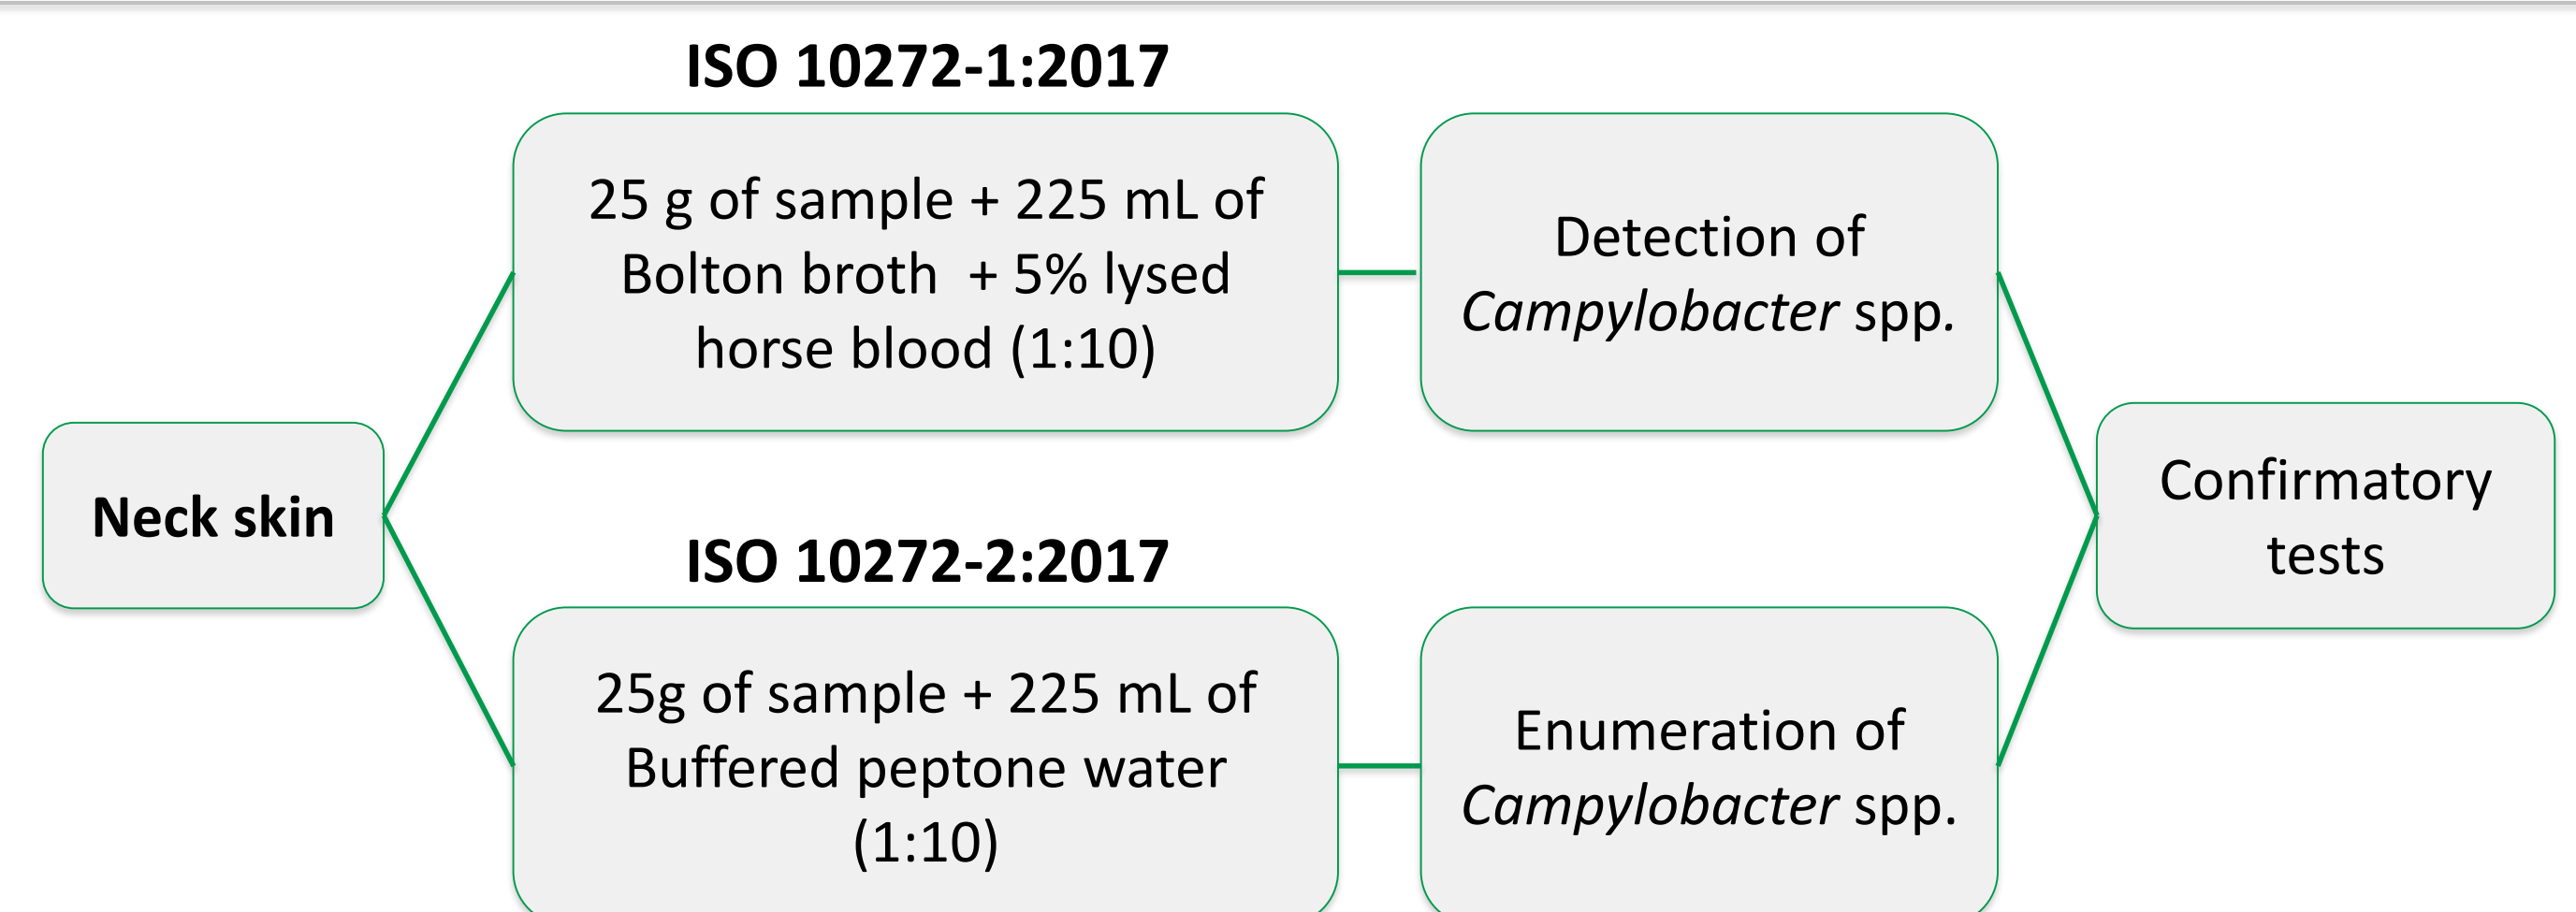 ISO 10272-1:2017
25 g of sample + 225 mL of
Bolton broth + 5% lysed
horse blood (1:10)
Detection of
Campylobacter spp.
Neck skin
Confirmatory
tests
ISO 10272-2:2017
25g of sample + 225 mL of
Buffered peptone water
(1:10)
Enumeration of
Campylobacter spp.